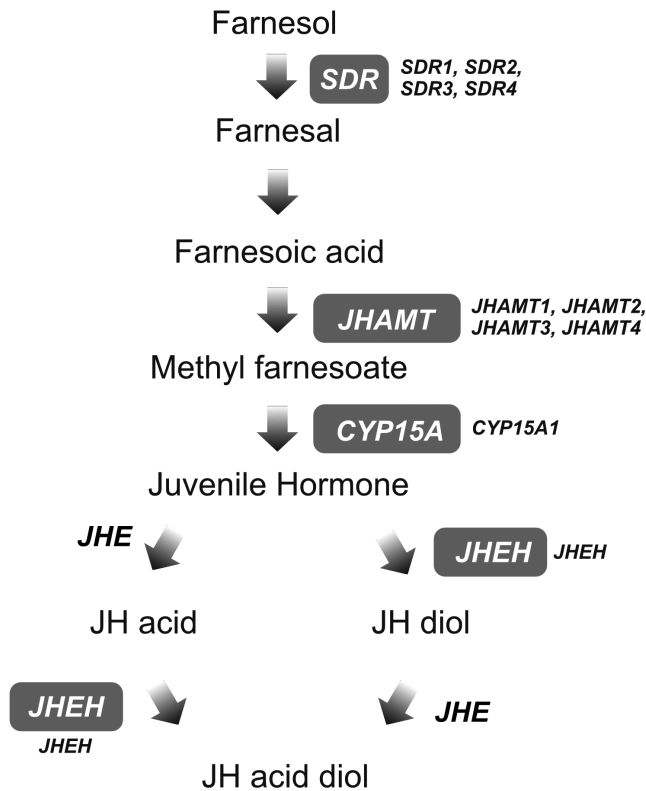 Farnesol
SDR
SDR1, SDR2,
SDR3, SDR4
Farnesal
Farnesoic acid
JHAMT
JHAMT1, JHAMT2,
JHAMT3, JHAMT4
Methyl farnesoate
CYP15A
CYP15A1
Juvenile Hormone
JHE
JHEH
JHEH
JH acid
JH diol
JHEH
JHEH
JHE
JH acid diol